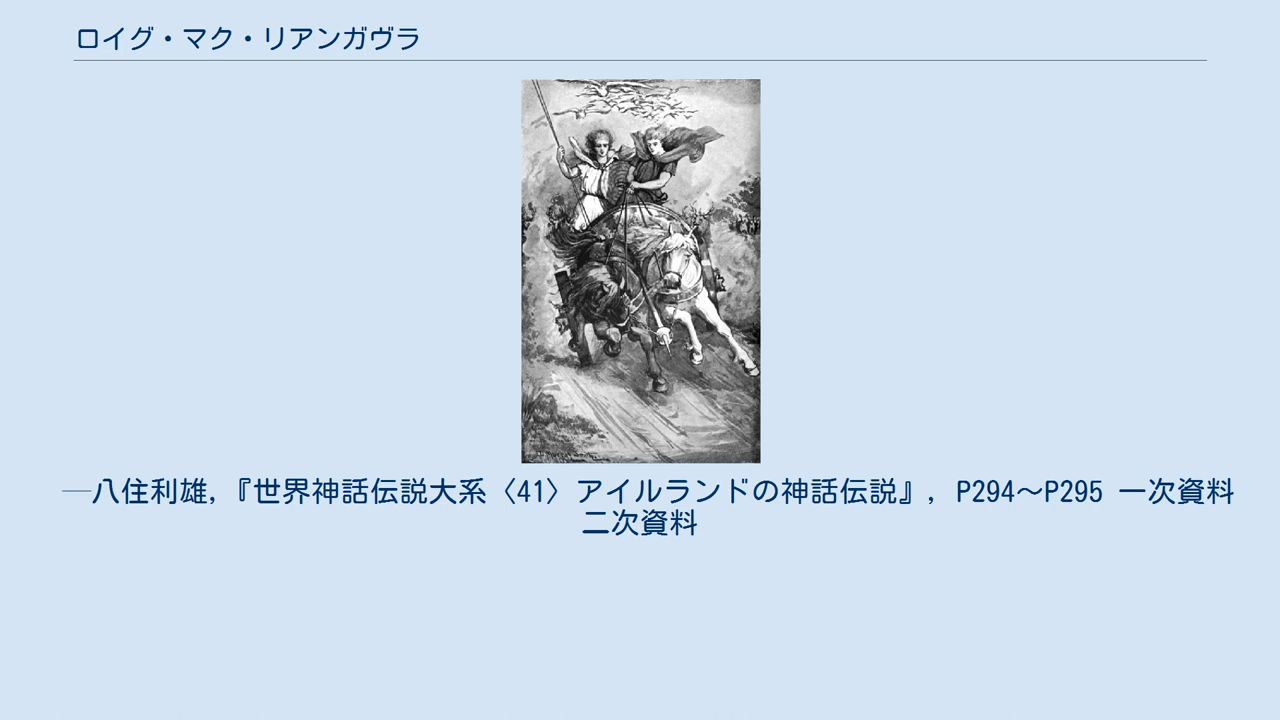 ロイグ・マク・リアンガヴラ
―八住利雄,『世界神話伝説大系〈41〉アイルランドの神話伝説』, P294～P295 一次資料
二次資料